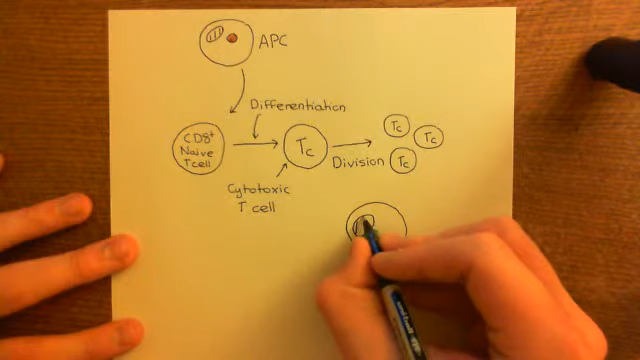 APC
Differentiation
CD8+
Naive
T cell
Tc
Tc
Tc
Tc
Division
Cytotoxic
T cell